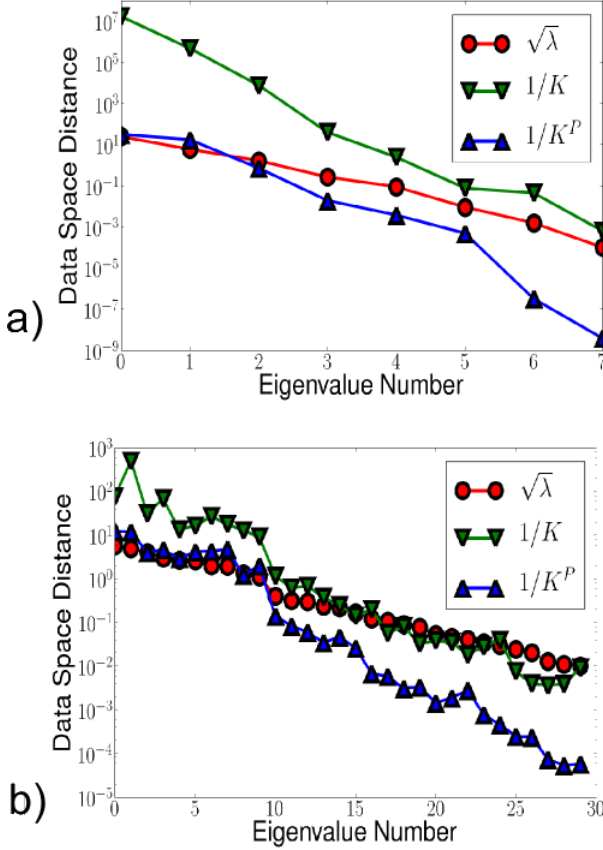 10^7
10^5
10^3
10^1
10^-1
10^-3
10^-5
10^-7
10^-9
Data Space Distance
√λ
1/K
1/K^P
0 1 2 3 4 5 6 7
Eigenvalue Number
a)
10^3
10^2
10^1
10^0
10^-1
10^-2
10^-3
10^-4
10^-5
Data Space Distance
√λ
1/K
1/K^P
0 5 10 15 20 25 30
Eigenvalue Number
b)